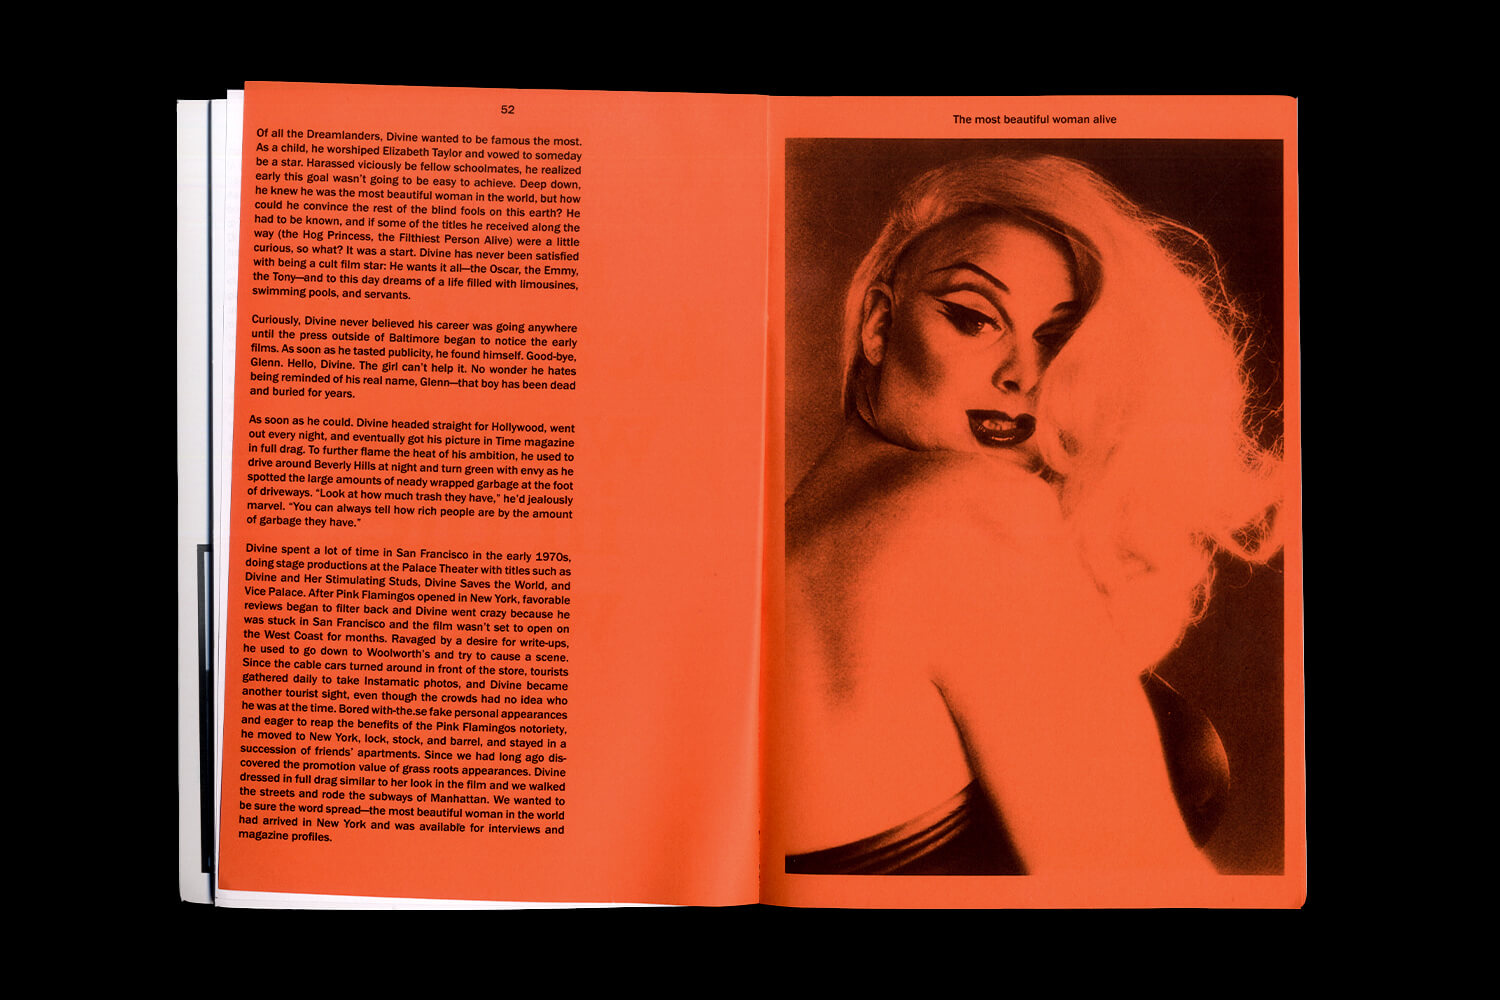 52
Of all the Dreamlanders, Divine wanted to be famous the most.
As a child, he worshiped Elizabeth Taylor and vowed to someday
be a star. Harassed viciously be fellow schoolmates, he realized
early this goal wasn't going to be easy to achieve. Deep down,
he knew he was the most beautiful woman in the world, but how
could he convince the rest of the blind fools on this earth? He
had to be known, and if some of the titles he received along the
way (the Hog Princess, the Filthiest Person Alive) were a little
curious, so what? It was a start. Divine has never been satisfied
with being a cult film star: He wants it all—the Oscar, the Emmy,
the Tony—and to this day dreams of a life filled with limousines,
swimming pools, and servants.
Curiously, Divine never believed his career was going anywhere
until the press outside of Baltimore began to notice the early
films. As soon as he tasted publicity, he found himself. Good-bye,
Glenn. Hello, Divine. The girl can't help it. No wonder he hates
being reminded of his real name, Glenn—that boy has been dead
and buried for years.
As soon as he could. Divine headed straight for Hollywood, went
out every night, and eventually got his picture in Time magazine
in full drag. To further flame the heat of his ambition, he used to
drive around Beverly Hills at night and turn green with envy as he
spotted the large amounts of neady wrapped garbage at the foot
of driveways. "Look at how much trash they have," he'd jealously
marvel. "You can always tell how rich people are by the amount
of garbage they have."
Divine spent a lot of time in San Francisco in the early 1970s,
doing stage productions at the Palace Theater with titles such as
Divine and Her Stimulating Studs, Divine Saves the World, and
Vice Palace. After Pink Flamingos opened in New York, favorable
reviews began to filter back and Divine went crazy because he
was stuck in San Francisco and the film wasn't set to open on
the West Coast for months. Ravaged by a desire for write-ups,
he used to go down to Woolworth's and try to cause a scene.
Since the cable cars turned around in front of the store, tourists
gathered daily to take Instamatic photos, and Divine became
another tourist sight, even though the crowds had no idea who
he was at the time. Bored with-the.se fake personal appearances
and eager to reap the benefits of the Pink Flamingos notoriety,
he moved to New York, lock, stock, and barrel, and stayed in a
succession of friends' apartments. Since we had long ago dis-
covered the promotion value of grass roots appearances. Divine
dressed in full drag similar to her look in the film and we walked
the streets and rode the subways of Manhattan. We wanted to
be sure the word spread—the most beautiful woman in the world
had arrived in New York and was available for interviews and
magazine profiles.
The most beautiful woman alive